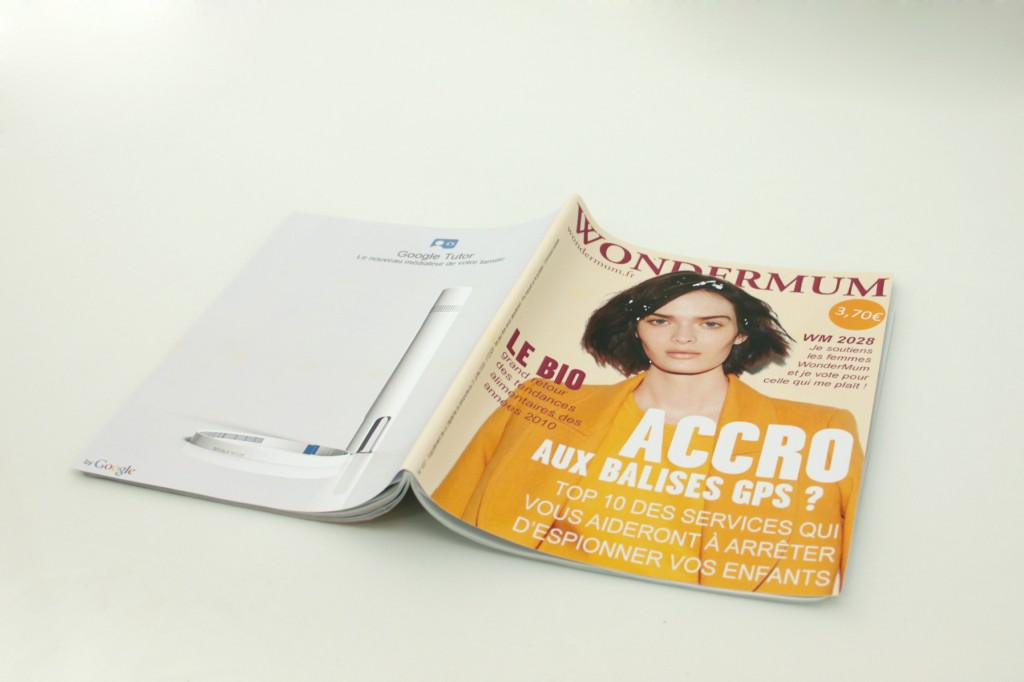 Google Tutor
Le nouveau médiateur de votre famille
by Google
WONDERMUM
wondermum.fr
3,70€
WM 2028
Je soutiens
les femmes
WonderMum
et je vote pour
celle qui me plaît !
LE BIO
grand retour
des tendances
alimentaires des
années 2010
ACCRO
AUX BALISES GPS ?
TOP 10 DES SERVICES QUI
VOUS AIDERONT À ARRÊTER
D'ESPIONNER VOS ENFANTS